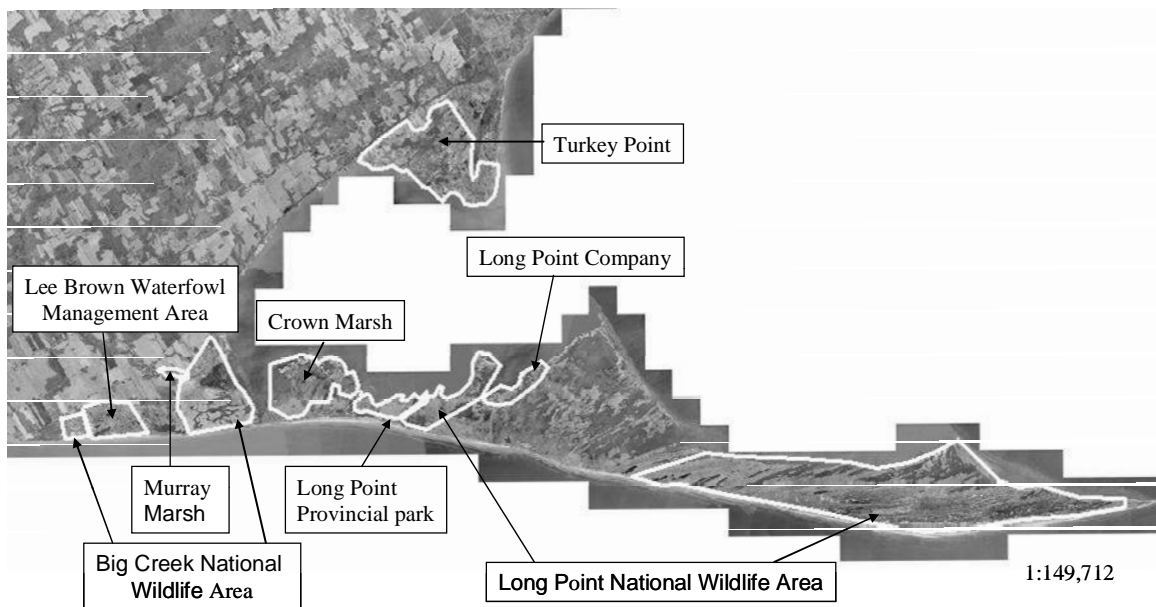 Turkey Point
Long Point Company
Lee Brown Waterfowl
Management Area
Crown Marsh
Murray
Marsh
Long Point
Provincial park
Big Creek National
Wildlife Area
Long Point National Wildlife Area
1:149,712